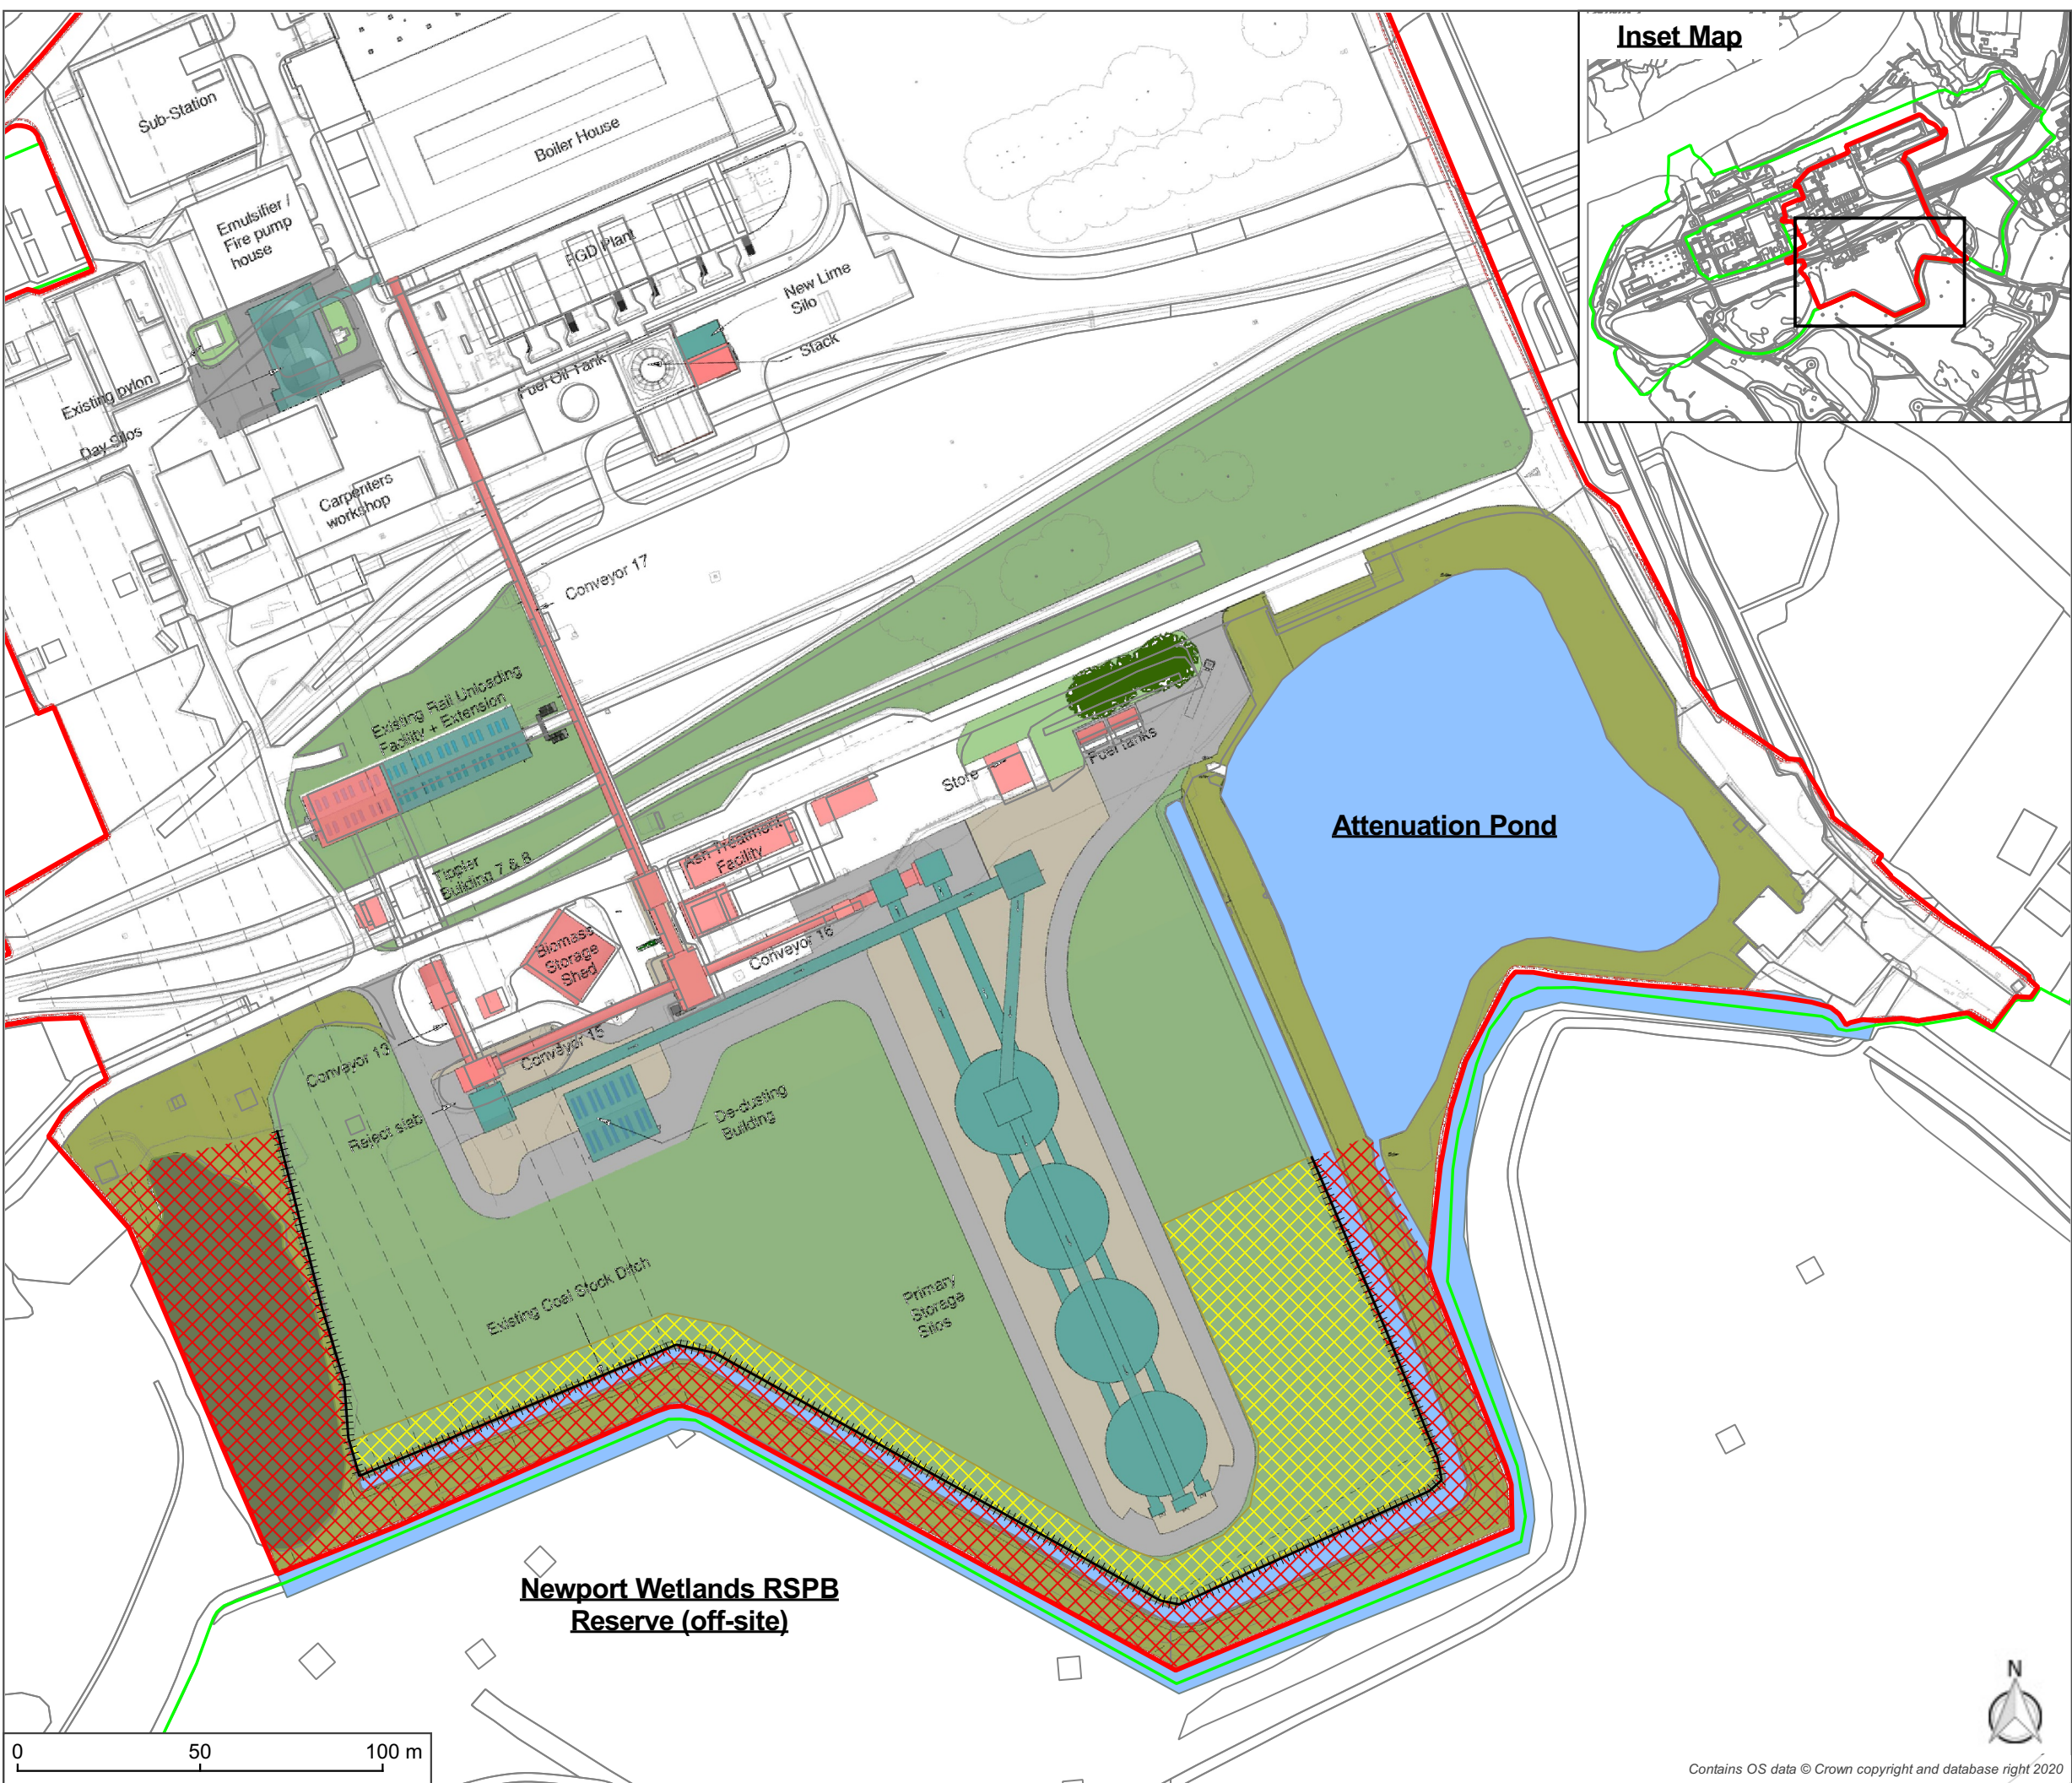 Inset Map
Sub-Station
Boiler House
Emulsifier /
Fire pump
house
FGD Plant
New Lime
Silo
Stack
Fuel Oil Tank
Existing pylon
Day Silos
Carpenters
workshop
Conveyor 17
Existing Rail Unloading
Facility + Extension
Store
Fuel tanks
Attenuation Pond
Tippler
Building 7 & 8
Ash Treatment
Facility
Biomass
Storage
Shed
Conveyor 16
Conveyor 13
Conveyor 15
Reject slab
De-dusting
Building
Existing Coal Stock Ditch
Primary
Storage
Silos
Newport Wetlands RSPB
Reserve (off-site)
N
0 50 100 m
Contains OS data © Crown copyright and database right 2020